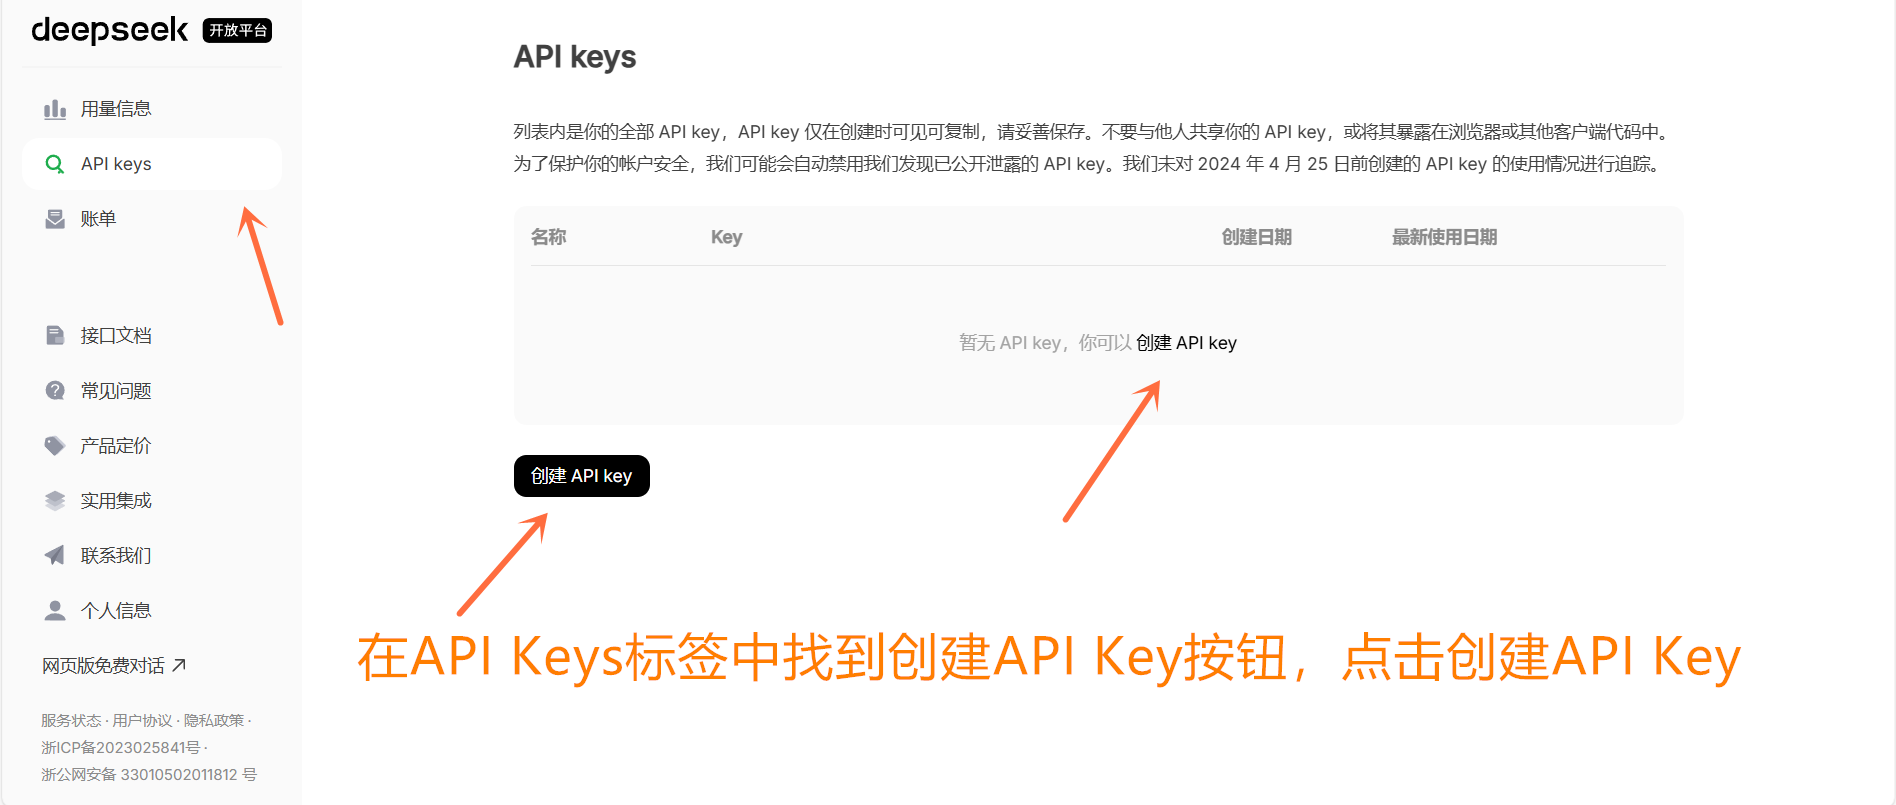 deepseek 开放平台
用量信息
API keys
账单
接口文档
常见问题
产品定价
实用集成
联系我们
个人信息
网页版免费对话
服务状态 · 用户协议 · 隐私政策 ·
浙ICP备2023025841号 ·
浙公网安备 33010502011812 号
API keys
列表内是你的全部 API key，API key 仅在创建时可见可复制，请妥善保存。不要与他人共享你的 API key，或将其暴露在浏览器或其他客户端代码中。
为了保护你的帐户安全，我们可能会自动禁用我们发现已公开泄露的 API key。我们未对 2024 年 4 月 25 日前创建的 API key 的使用情况进行追踪。
名称 Key 创建日期 最新使用日期
暂无 API key，你可以 创建 API key
创建 API key
在API Keys标签中找到创建API Key按钮，点击创建API Key